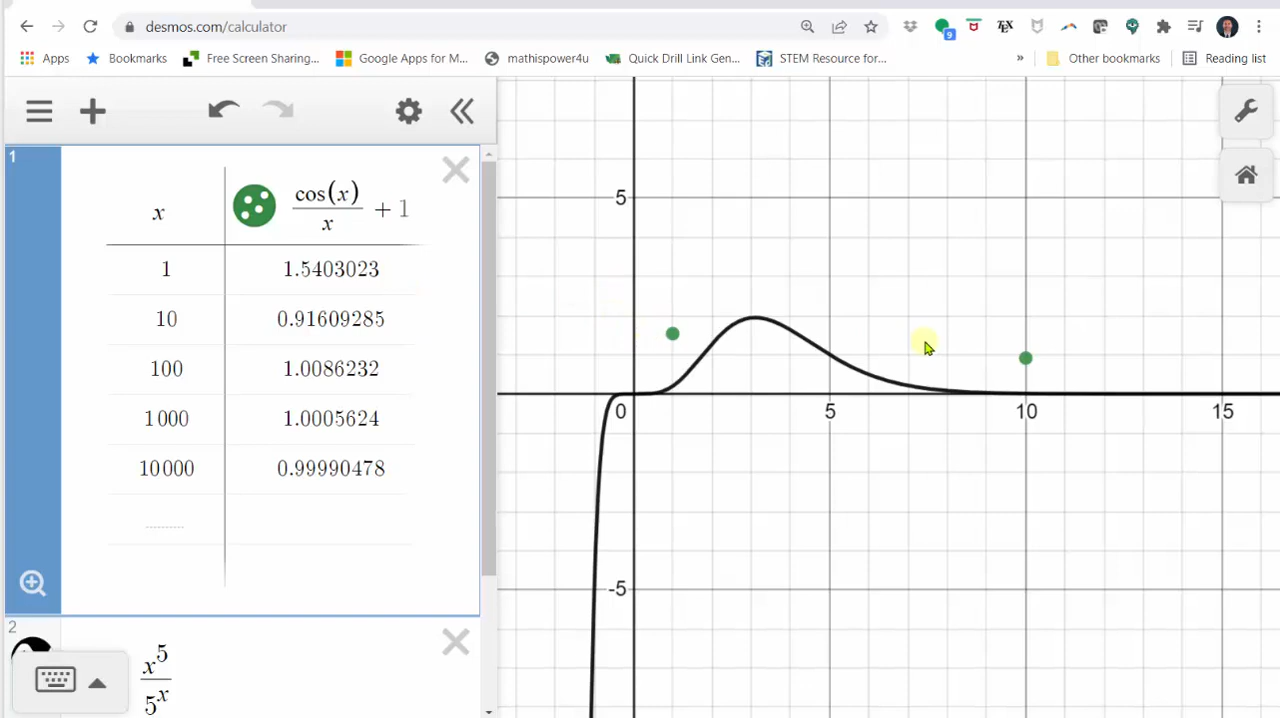 desmos.com/calculator
9
TEX
Apps
Bookmarks
Free Screen Sharing...
Google Apps for M...
mathispower4u
Quick Drill Link Gen...
STEM Resource for...
»
Other bookmarks
Reading list
1
x
cos(x)/x + 1
1 1.5403023
10 0.91609285
100 1.0086232
1000 1.0005624
10000 0.99990478
2
x^5/5^x
5
0 5 10 15
-5